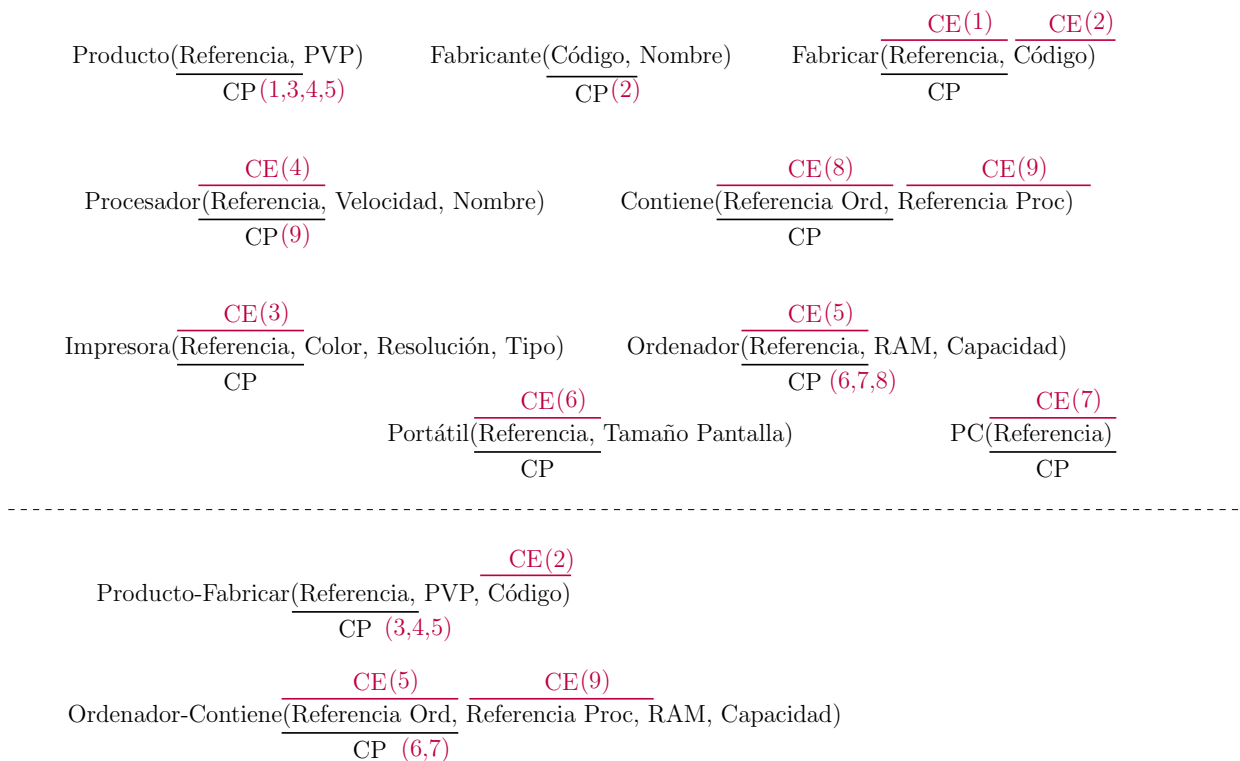 CE(1) CE(2)
Producto(Referencia, PVP) Fabricante(Código, Nombre) Fabricar(Referencia, Código)
CP(1,3,4,5) CP(2) CP
CE(4) CE(8) CE(9)
Procesador(Referencia, Velocidad, Nombre) Contiene(Referencia Ord, Referencia Proc)
CP(9) CP
CE(3) CE(5)
Impresora(Referencia, Color, Resolución, Tipo) Ordenador(Referencia, RAM, Capacidad)
CP CP (6,7,8)
CE(6) CE(7)
Portátil(Referencia, Tamaño Pantalla) PC(Referencia)
CP CP
CE(2)
Producto-Fabricar(Referencia, PVP, Código)
CP (3,4,5)
CE(5) CE(9)
Ordenador-Contiene(Referencia Ord, Referencia Proc, RAM, Capacidad)
CP (6,7)